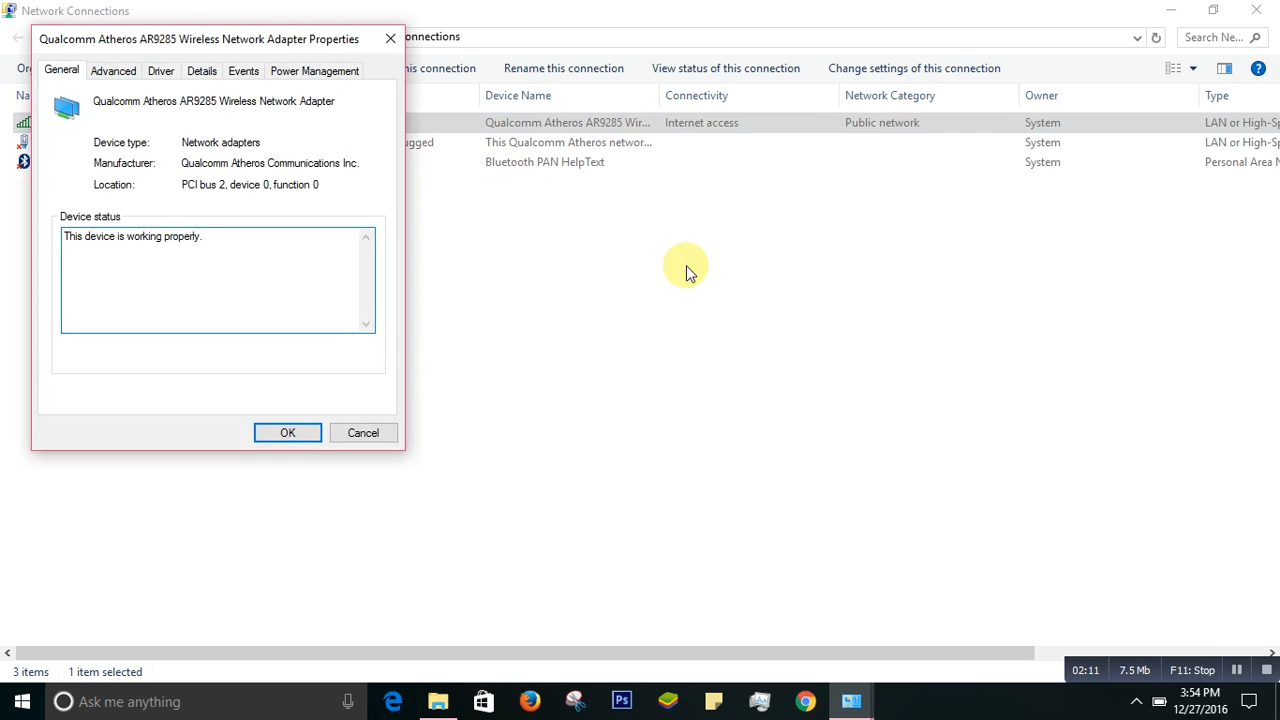 Network Connections
Qualcomm Atheros AR9285 Wireless Network Adapter Properties
onnections
Search Ne...
General
Advanced
Driver
Details
Events
Power Management
his connection
Rename this connection
View status of this connection
Change settings of this connection
Device Name
Connectivity
Network Category
Owner
Type
Qualcomm Atheros AR9285 Wireless Network Adapter
Device type: Network adapters
Manufacturer: Qualcomm Atheros Communications Inc.
Location: PCI bus 2, device 0, function 0
Device status
This device is working properly.
OK
Cancel
Qualcomm Atheros AR9285 Wir... Internet access Public network System LAN or High-Sp
ugged This Qualcomm Atheros networ... System LAN or High-Sp
Bluetooth PAN HelpText System Personal Area N
3 items 1 item selected
02:11 7.5 Mb F11: Stop
Ask me anything
Ps
3:54 PM
12/27/2016